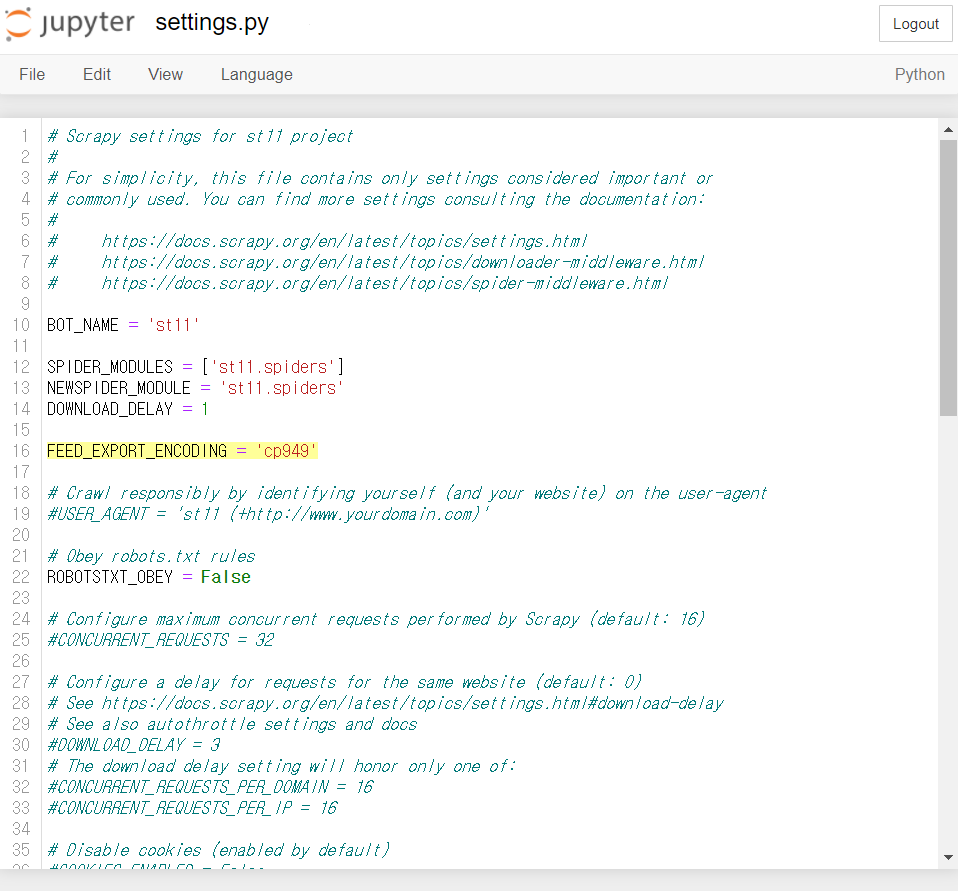 jupyter settings.py Logout
File Edit View Language Python
1 # Scrapy settings for st11 project
2 #
3 # For simplicity, this file contains only settings considered important or
4 # commonly used. You can find more settings consulting the documentation:
5 #
6 #     https://docs.scrapy.org/en/latest/topics/settings.html
7 #     https://docs.scrapy.org/en/latest/topics/downloader-middleware.html
8 #     https://docs.scrapy.org/en/latest/topics/spider-middleware.html
9
10 BOT_NAME = 'st11'
11
12 SPIDER_MODULES = ['st11.spiders']
13 NEWSPIDER_MODULE = 'st11.spiders'
14 DOWNLOAD_DELAY = 1
15
16 FEED_EXPORT_ENCODING = 'cp949'
17
18 # Crawl responsibly by identifying yourself (and your website) on the user-agent
19 #USER_AGENT = 'st11 (+http://www.yourdomain.com)'
20
21 # Obey robots.txt rules
22 ROBOTSTXT_OBEY = False
23
24 # Configure maximum concurrent requests performed by Scrapy (default: 16)
25 #CONCURRENT_REQUESTS = 32
26
27 # Configure a delay for requests for the same website (default: 0)
28 # See https://docs.scrapy.org/en/latest/topics/settings.html#download-delay
29 # See also autothrottle settings and docs
30 #DOWNLOAD_DELAY = 3
31 # The download delay setting will honor only one of:
32 #CONCURRENT_REQUESTS_PER_DOMAIN = 16
33 #CONCURRENT_REQUESTS_PER_IP = 16
34
35 # Disable cookies (enabled by default)